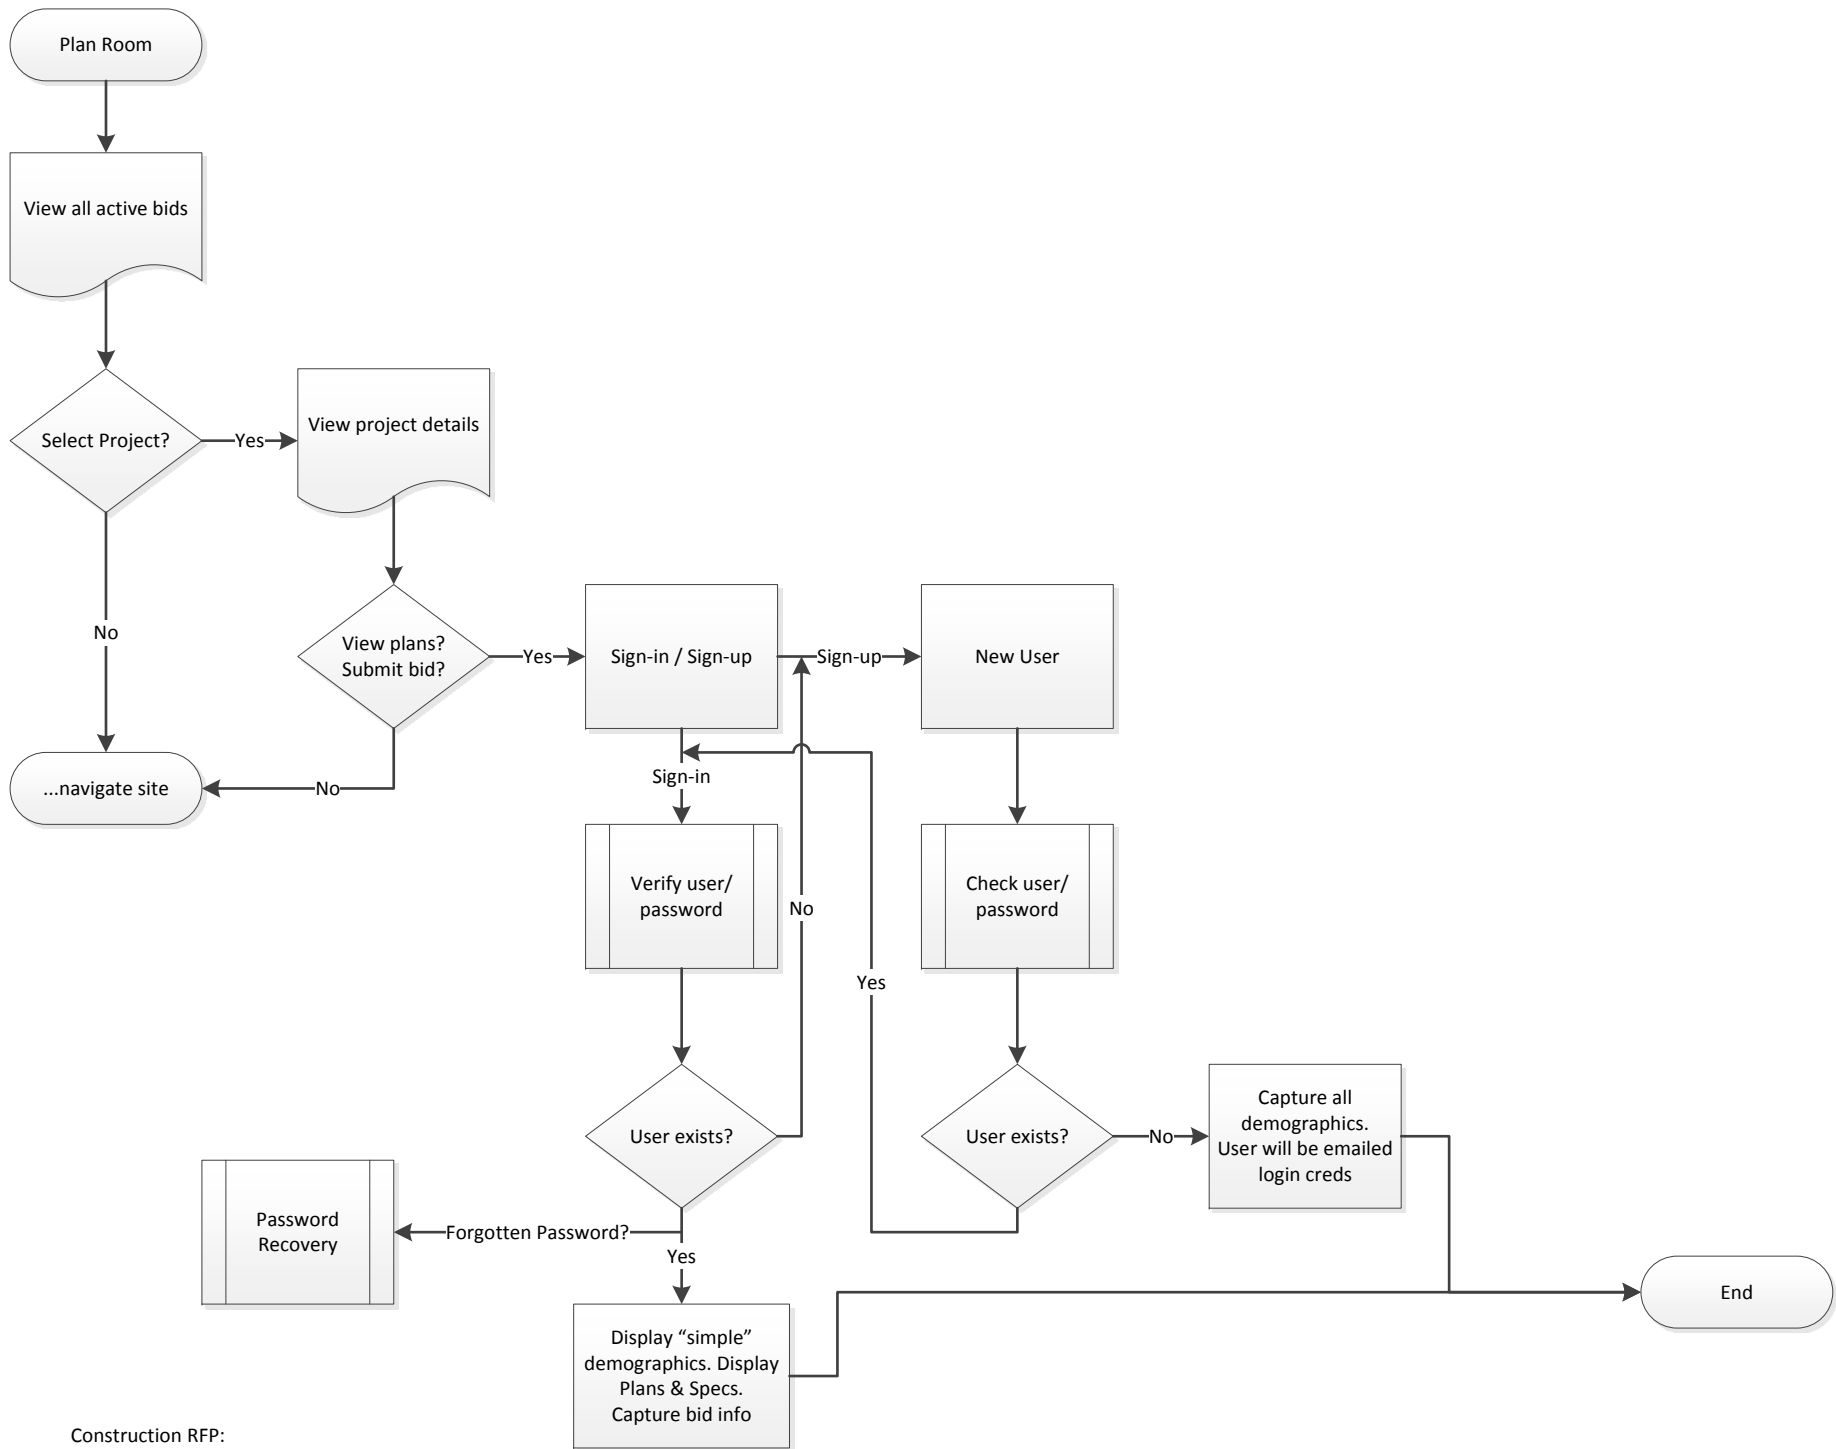 Plan Room
View all active bids
Select Project?
Yes
View project details
No
View plans?
Submit bid?
Yes
Sign-in / Sign-up
Sign-up
New User
...navigate site
No
Sign-in
Verify user/
password
No
Check user/
password
Yes
User exists?
User exists?
No
Capture all
demographics.
User will be emailed
login creds
Password
Recovery
Forgotten Password?
Yes
End
Display “simple”
demographics. Display
Plans & Specs.
Capture bid info
Construction RFP: